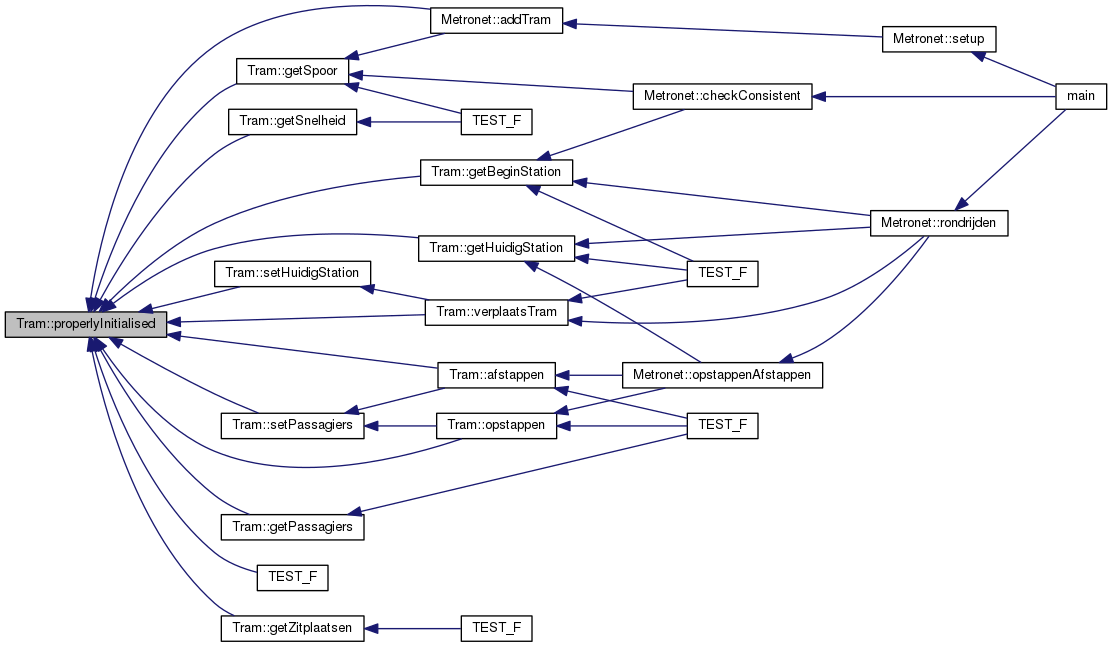 Metronet::addTram
Metronet::setup
Tram::getSpoor
Metronet::checkConsistent
main
Tram::getSnelheid
TEST_F
Tram::getBeginStation
Metronet::rondrijden
Tram::getHuidigStation
Tram::setHuidigStation
TEST_F
Tram::properlyInitialised
Tram::verplaatsTram
Tram::afstappen
Metronet::opstappenAfstappen
Tram::setPassagiers
Tram::opstappen
TEST_F
Tram::getPassagiers
TEST_F
Tram::getZitplaatsen
TEST_F